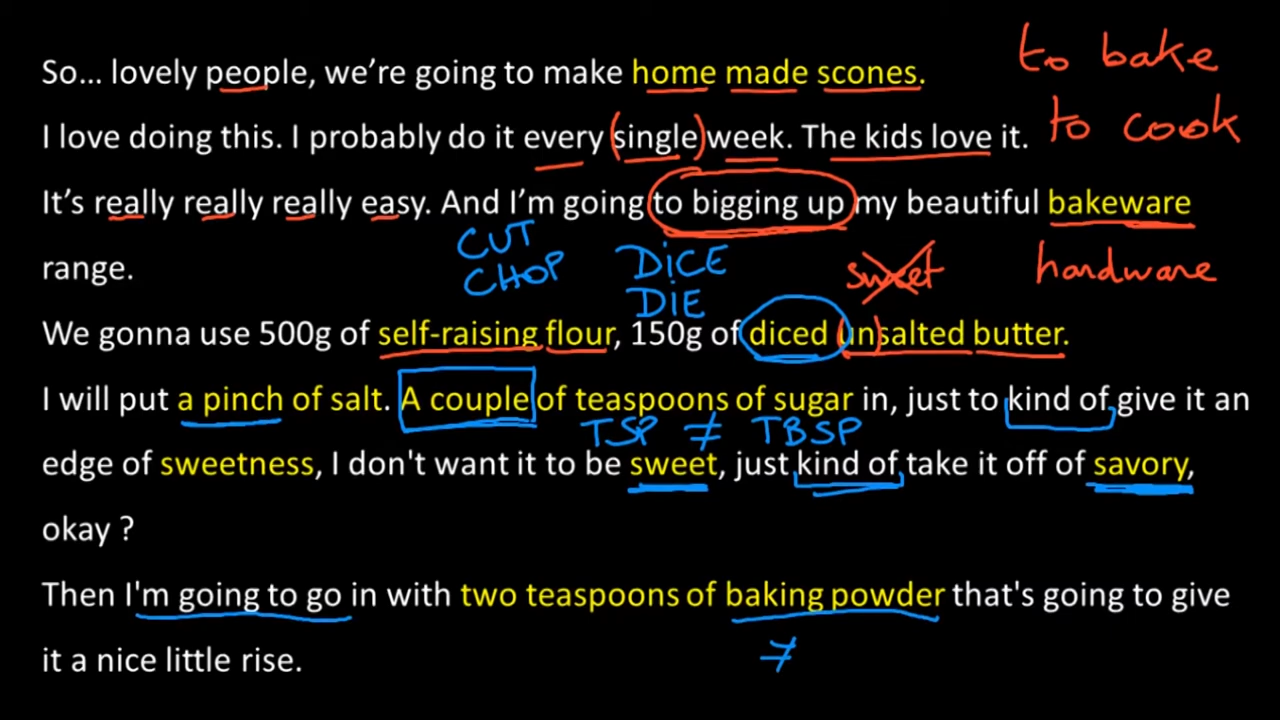 So... lovely people, we're going to make home made scones.
to bake
I love doing this. I probably do it every (single) week. The kids love it.
to cook
It's really really really easy. And I'm going to bigging up my beautiful bakeware
CUT
CHOP
DiCE
DiE
sweet
hardware
range.
We gonna use 500g of self-raising flour, 150g of diced un)salted butter.
I will put a pinch of salt. A couple of teaspoons of sugar in, just to kind of give it an
TSP ≠ TBSP
edge of sweetness, I don't want it to be sweet, just kind of take it off of savory,
okay ?
Then I'm going to go in with two teaspoons of baking powder that's going to give
it a nice little rise.
≠